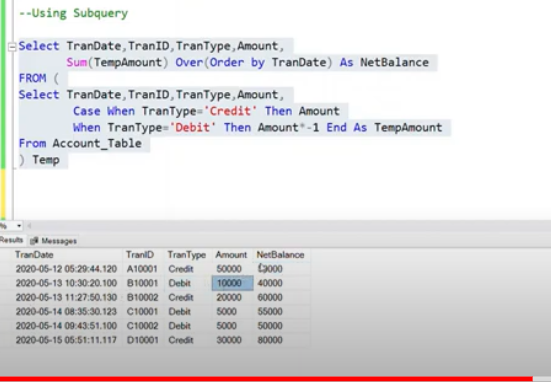 --Using Subquery
Select TranDate,TranID,TranType,Amount,
Sum(TempAmount) Over(Order by TranDate) As NetBalance
FROM (
Select TranDate,TranID,TranType,Amount,
Case When TranType='Credit' Then Amount
When TranType='Debit' Then Amount*-1 End As TempAmount
From Account_Table
) Temp
%
Results Messages
TranDate TranID TranType Amount NetBalance
2020-05-12 05:29:44.120 A10001 Credit 50000
2020-05-13 10:30:20.100 B10001 Debit 10000 40000
2020-05-13 11:27:50.130 B10002 Credit 20000 60000
2020-05-14 08:35:30.123 C10001 Debit 5000 55000
2020-05-14 09:43:51.100 C10002 Debit 5000 50000
2020-05-15 05:51:11.117 D10001 Credit 30000 80000